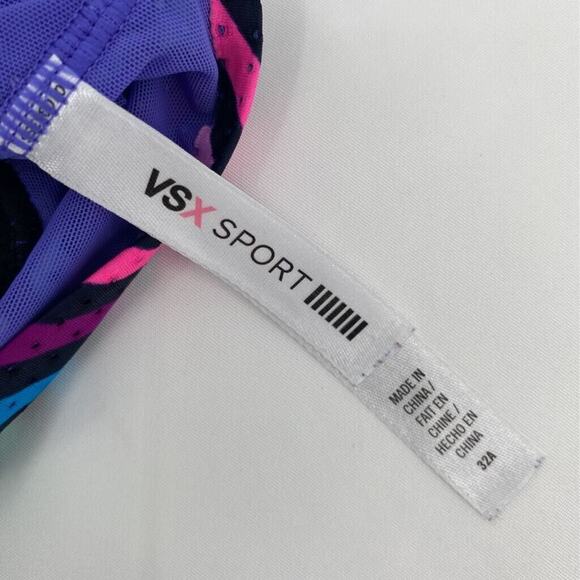 VSX SPORT
MADE IN
CHINA /
FAIT EN
CHINE /
HECHO EN
CHINA
32A